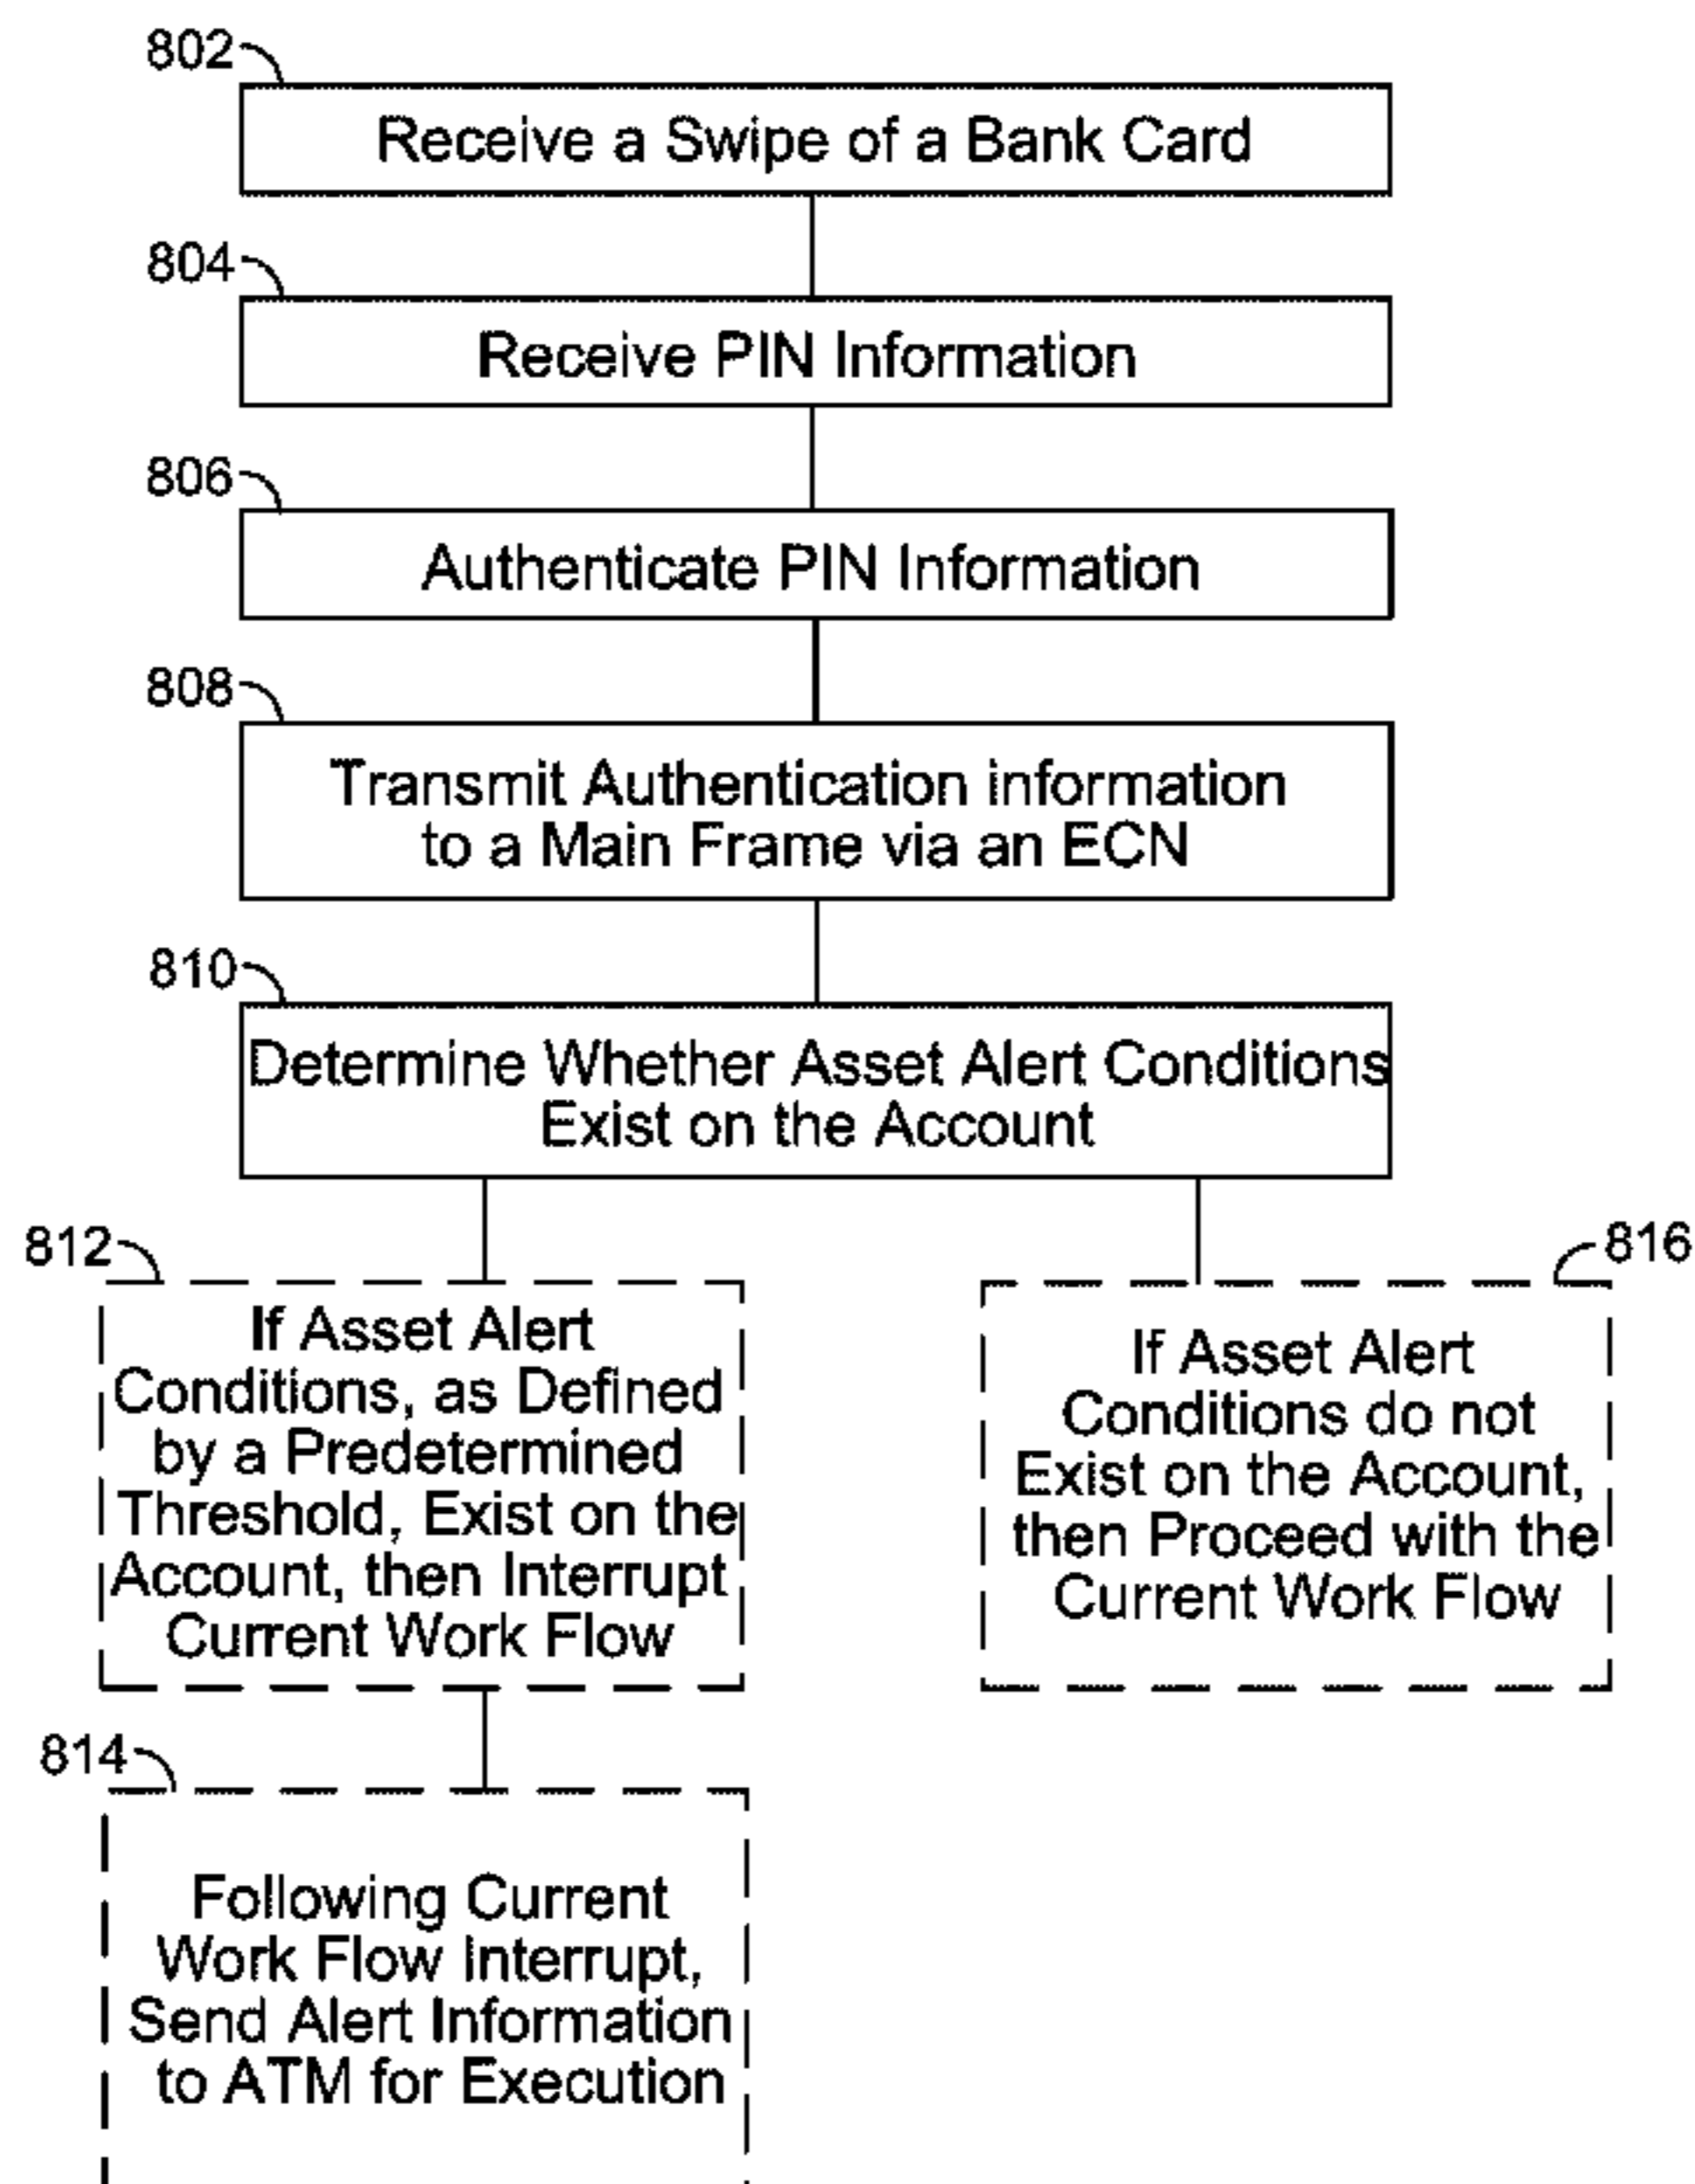 802
Receive a Swipe of a Bank Card
804
Receive PIN Information
806
Authenticate PIN Information
808
Transmit Authentication information
to a Main Frame via an ECN
810
Determine Whether Asset Alert Conditions
Exist on the Account
812
If Asset Alert
Conditions, as Defined
by a Predetermined
Threshold, Exist on the
Account, then Interrupt
Current Work Flow
816
If Asset Alert
Conditions do not
Exist on the Account,
then Proceed with the
Current Work Flow
814
Following Current
Work Flow Interrupt,
Send Alert Information
to ATM for Execution